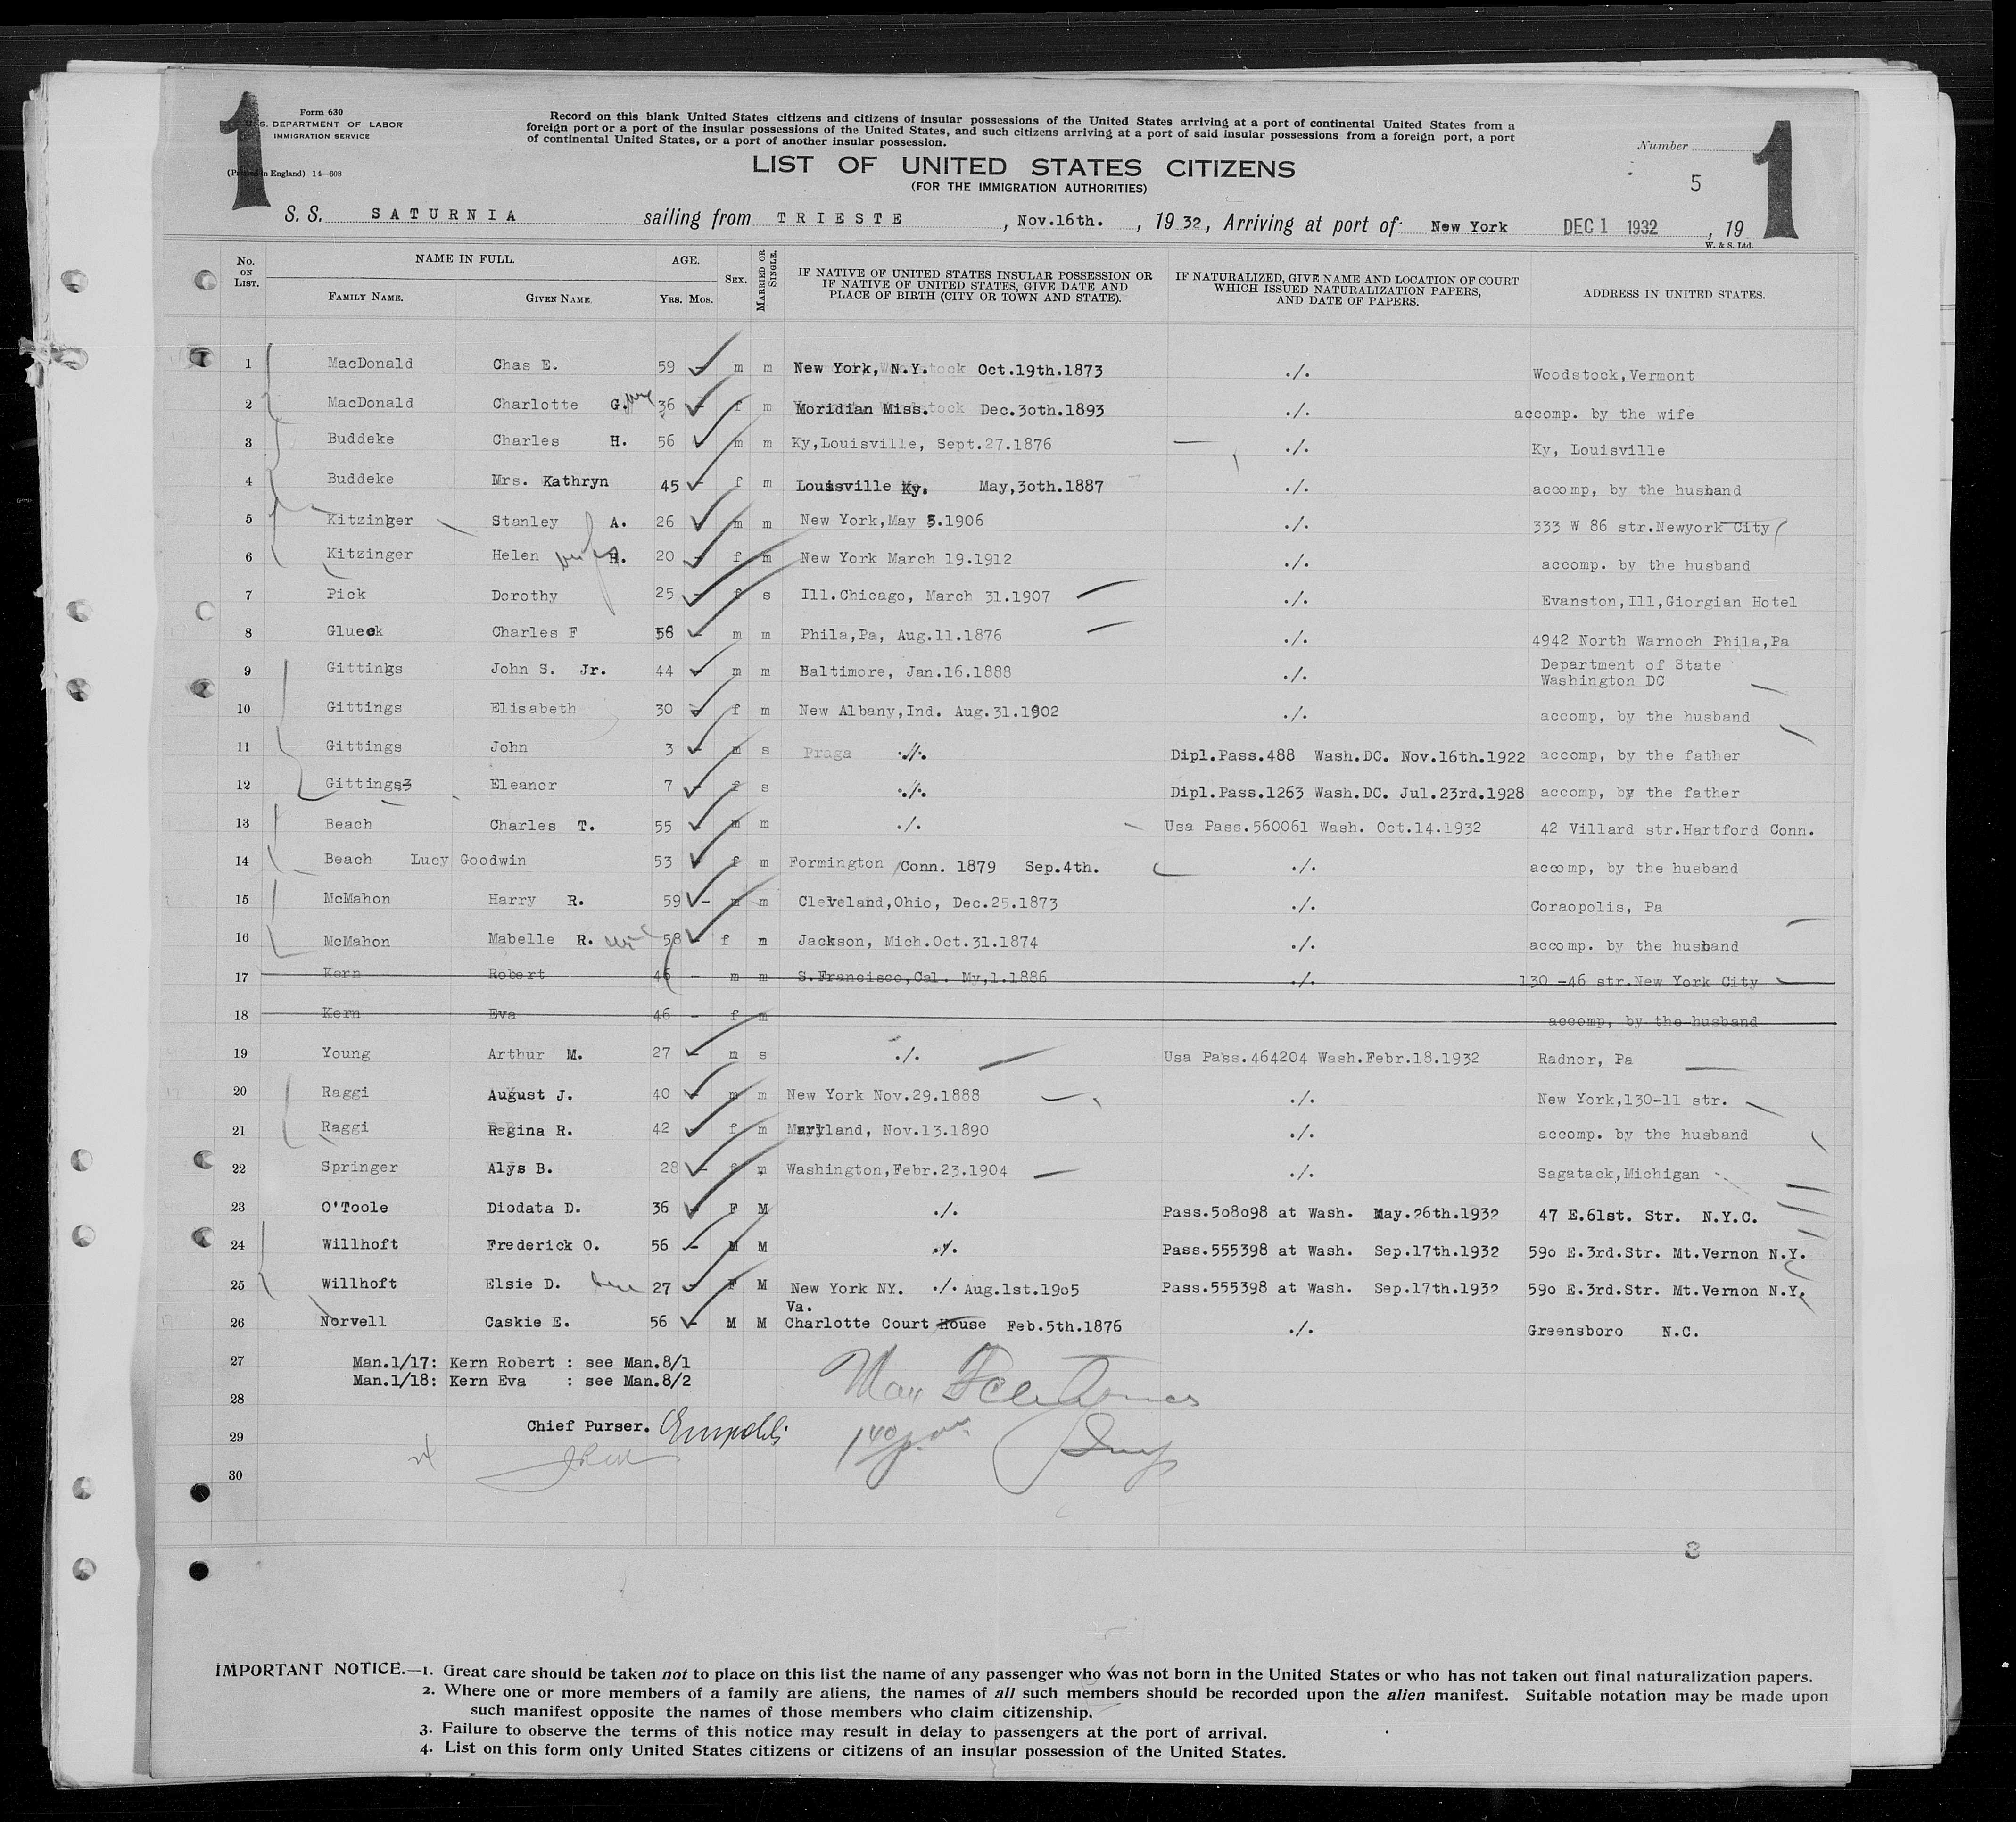 1 1
Form 630
U.S. DEPARTMENT OF LABOR
IMMIGRATION SERVICE
(Printed in England) 14—608
Record on this blank United States citizens and citizens of insular possessions of the United States arriving at a port of continental United States from a
foreign port or a port of the insular possessions of the United States, and such citizens arriving at a port of said insular possessions from a foreign port, a port
of continental United States, or a port of another insular possession.
Number
5
LIST OF UNITED STATES CITIZENS
(FOR THE IMMIGRATION AUTHORITIES)
S. S. SATURNIA sailing from TRIESTE, Nov.16th., 1932, Arriving at port of New York DEC 1 1932, 19
W. & S. Ltd.
No. ON LIST. NAME IN FULL. FAMILY NAME. GIVEN NAME. AGE. Yrs. Mos. SEX. MARRIED OR SINGLE. IF NATIVE OF UNITED STATES INSULAR POSSESSION OR IF NATIVE OF UNITED STATES, GIVE DATE AND PLACE OF BIRTH (CITY OR TOWN AND STATE). IF NATURALIZED, GIVE NAME AND LOCATION OF COURT WHICH ISSUED NATURALIZATION PAPERS, AND DATE OF PAPERS. ADDRESS IN UNITED STATES.
1 MacDonald Chas E. 59 - m m New York, N.Y. Oct.19th.1873 ./. Woodstock,Vermont
2 MacDonald Charlotte G. 36 - f m Moridian Miss. Dec.3oth.1893 ./. accomp. by the wife
3 Buddeke Charles H. 56 - m m Ky,Louisville, Sept.27.1876 ./. Ky, Louisville
4 Buddeke Mrs. Kathryn 45 - f m Louisville Ky. May,3oth.1887 ./. accomp, by the husband
5 Kitzinger Stanley A. 26 - m m New York,May 5.1906 ./. 333 W 86 str.Newyork City
6 Kitzinger Helen wife H. 20 - f m New York March 19.1912 ./. accomp. by the husband
7 Pick Dorothy 25 - f s Ill.Chicago, March 31.1907 ./. Evanston,Ill,Giorgian Hotel
8 Glueck Charles F 56 - m m Phila,Pa, Aug.11.1876 ./. 4942 North Warnoch Phila,Pa
9 Gittings John S. Jr. 44 - m m Baltimore, Jan.16.1888 ./. Department of State
Washington DC
10 Gittings Elisabeth 30 - f m New Albany,Ind. Aug.31.1902 ./. accomp, by the husband
11 Gittings John 3 - m s Praga ./. Dipl.Pass.488 Wash.DC. Nov.16th.1922 accomp, by the father
12 Gittings Eleanor 7 - f s ./. Dipl.Pass.1263 Wash.DC. Jul.23rd.1928 accomp, by the father
13 Beach Charles T. 55 - m m ./. Usa Pass.560061 Wash. Oct.14.1932 42 Villard str.Hartford Conn.
14 Beach Lucy Goodwin 53 - f m Formington Conn. 1879 Sep.4th. ./. accomp, by the husband
15 McMahon Harry R. 59 - m m Cleveland,Ohio, Dec.25.1873 ./. Coraopolis, Pa
16 McMahon Mabelle R. 58 - f m Jackson, Mich.Oct.31.1874 ./. accomp. by the husband
17 Kern Robert 46 - m m S.Francisco,Cal. My,1.1886 ./. 130 -46 str.New York City
18 Kern Eva 46 - f m accomp, by the husband
19 Young Arthur M. 27 - m s ./. Usa Pass.464204 Wash.Febr.18.1932 Radnor, Pa
20 Raggi August J. 40 - m m New York Nov.29.1888 ./. New York,130-11 str.
21 Raggi Regina R. 42 - f m Maryland, Nov.13.1890 ./. accomp. by the husband
22 Springer Alys B. 28 - f m Washington,Febr.23.1904 ./. Sagatack,Michigan
23 O'Toole Diodata D. 36 - F M ./. Pass.5o8o98 at Wash. May.26th.1932 47 E.61st. Str. N.Y.C.
24 Willhoft Frederick O. 56 - M M ./. Pass.555398 at Wash. Sep.17th.1932 59o E.3rd.Str. Mt.Vernon N.Y.
25 Willhoft Elsie D. 27 - F M New York NY. ./. Aug.1st.19o5 Pass.555398 at Wash. Sep.17th.1932 59o E.3rd.Str. Mt.Vernon N.Y.
Va.
26 Norvell Caskie E. 56 - M M Charlotte Court House Feb.5th.1876 ./. Greensboro N.C.
27 Man.1/17: Kern Robert : see Man.8/1
Man.1/18: Kern Eva : see Man.8/2
28
29 Chief Purser.
30
IMPORTANT NOTICE.—1. Great care should be taken not to place on this list the name of any passenger who was not born in the United States or who has not taken out final naturalization papers.
2. Where one or more members of a family are aliens, the names of all such members should be recorded upon the alien manifest. Suitable notation may be made upon
such manifest opposite the names of those members who claim citizenship.
3. Failure to observe the terms of this notice may result in delay to passengers at the port of arrival.
4. List on this form only United States citizens or citizens of an insular possession of the United States.